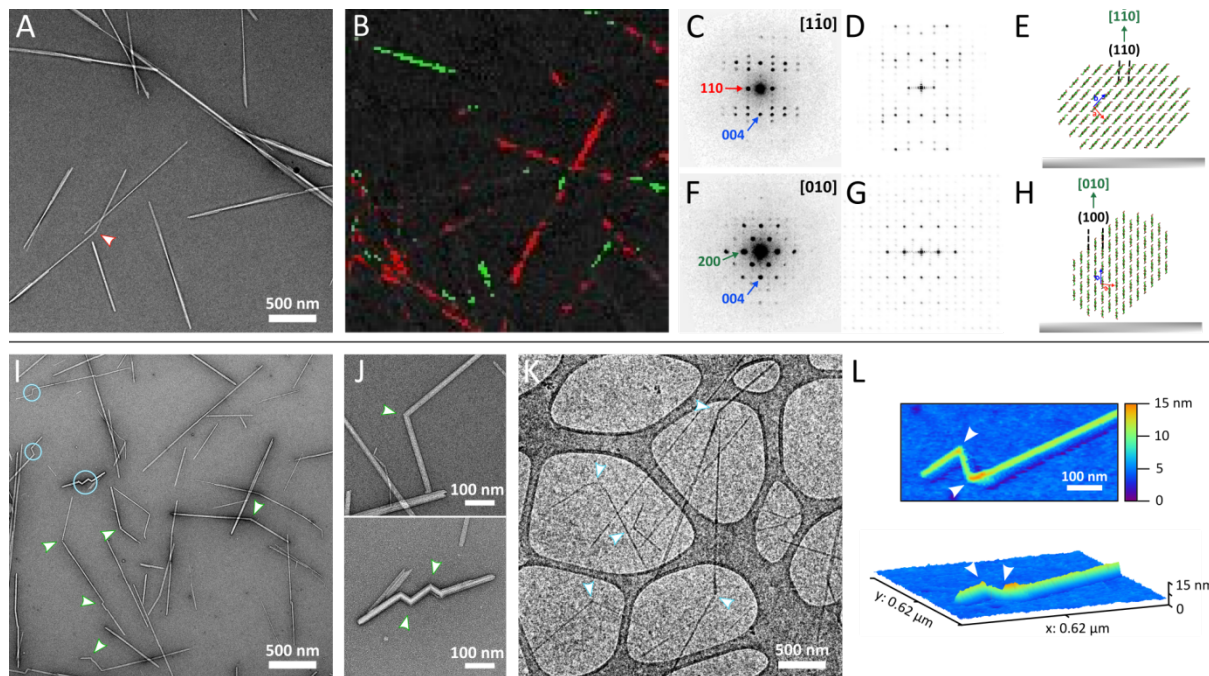 A
500 nm
B
C
[11̄0]
110
004
D
E
[11̄0]
(110)
b
a
F
[010]
200
004
G
H
[010]
(100)
I
500 nm
J
100 nm
100 nm
K
500 nm
L
15 nm
10
5
0
100 nm
15 nm
0
y: 0.62 µm
x: 0.62 µm